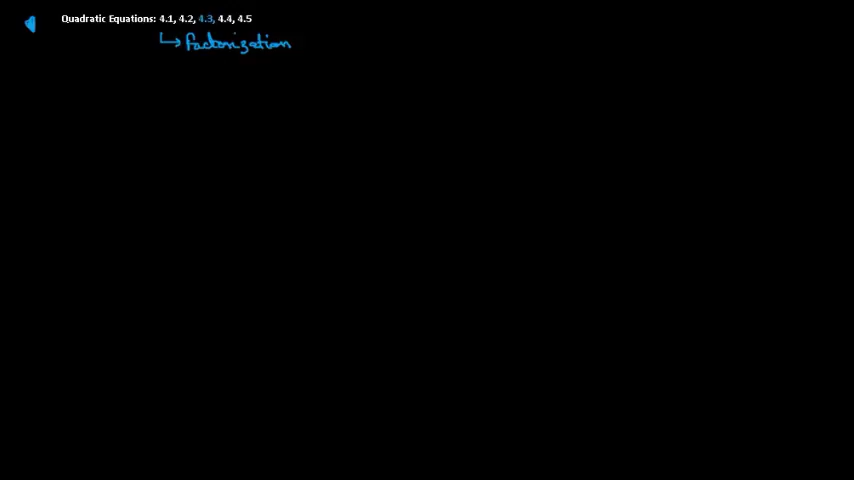 Quadratic Equations: 4.1, 4.2, 4.3, 4.4, 4.5
factorization